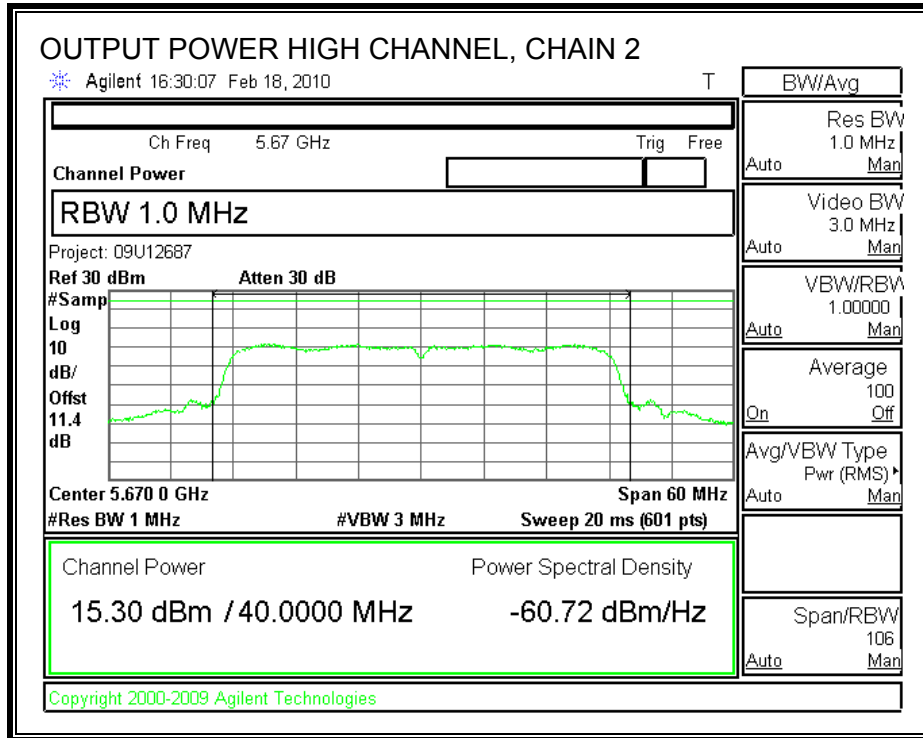 OUTPUT POWER HIGH CHANNEL, CHAIN 2
Agilent 16:30:07 Feb 18, 2010 T
BW/Avg
Ch Freq 5.67 GHz Trig Free
Channel Power
RBW 1.0 MHz
Project: 09U12687
Ref 30 dBm Atten 30 dB
#Samp
Log
10
dB/
Offst
11.4
dB
Center 5.670 0 GHz Span 60 MHz
#Res BW 1 MHz #VBW 3 MHz Sweep 20 ms (601 pts)
Channel Power Power Spectral Density
15.30 dBm / 40.0000 MHz -60.72 dBm/Hz
Res BW
1.0 MHz
Auto Man
Video BW
3.0 MHz
Auto Man
VBW/RBW
1.00000
Auto Man
Average
100
On Off
Avg/VBW Type
Pwr (RMS)
Auto Man
Span/RBW
106
Auto Man
Copyright 2000-2009 Agilent Technologies